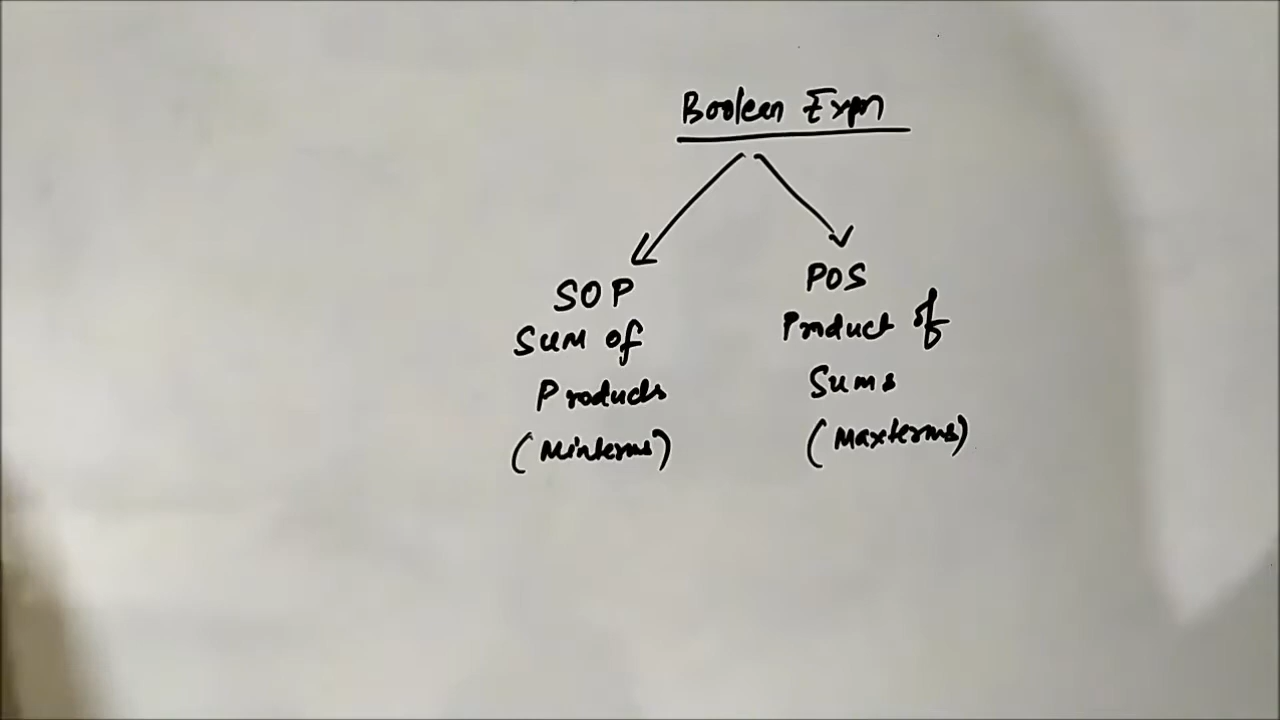 Boolean Expn
SOP
Sum of
Products
(Minterms)
POS
Product of
Sums
(Maxterms)